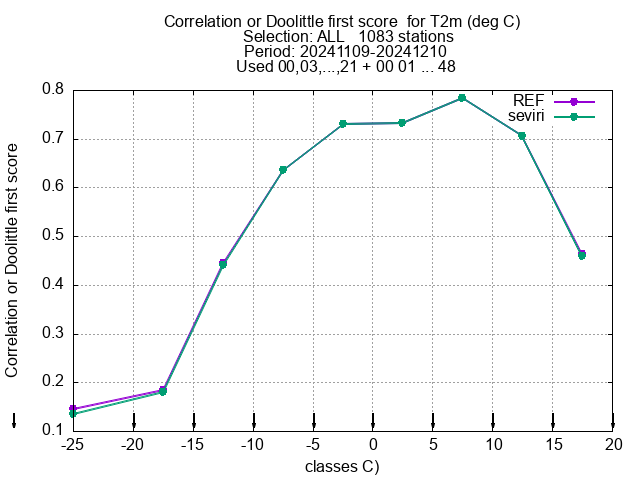 Correlation or Doolittle first score  for T2m (deg C)
Selection: ALL   1083 stations
Period: 20241109-20241210
Used 00,03,...,21 + 00 01 ... 48
REF
seviri
Correlation or Doolittle first score
0.8
0.7
0.6
0.5
0.4
0.3
0.2
0.1
-25 -20 -15 -10 -5 0 5 10 15 20
classes C)